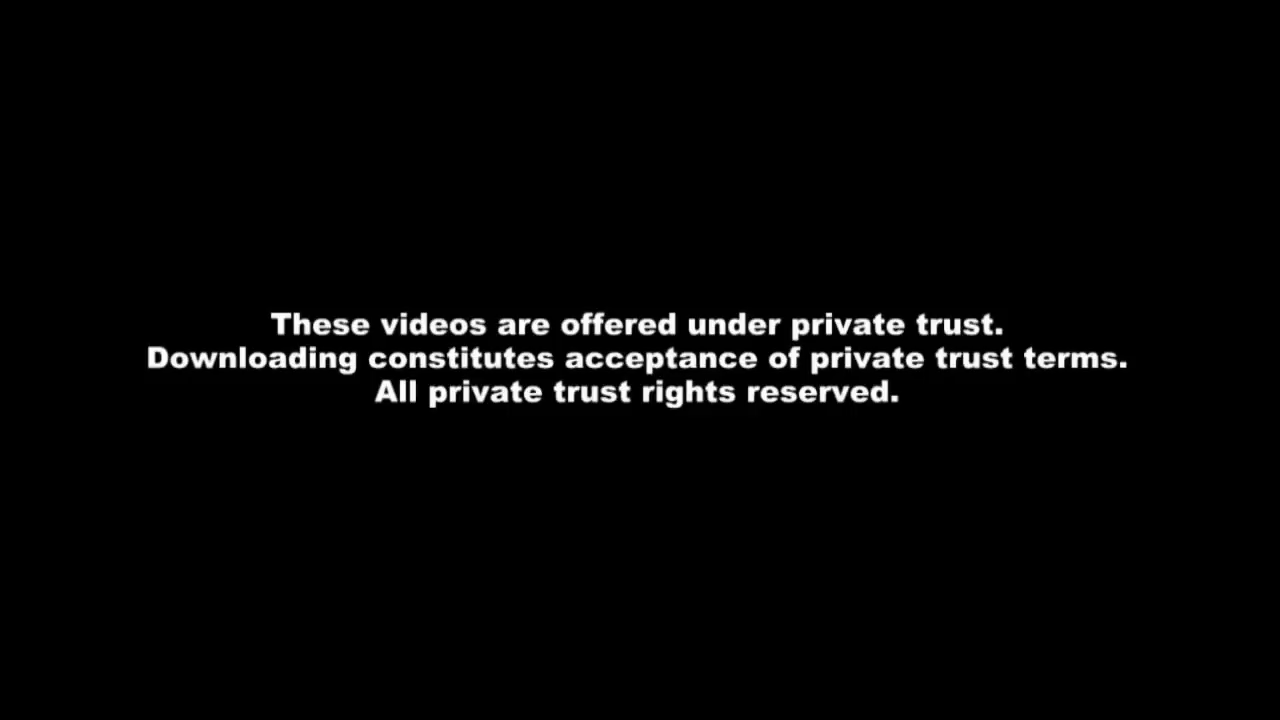 These videos are offered under private trust.
Downloading constitutes acceptance of private trust terms.
All private trust rights reserved.